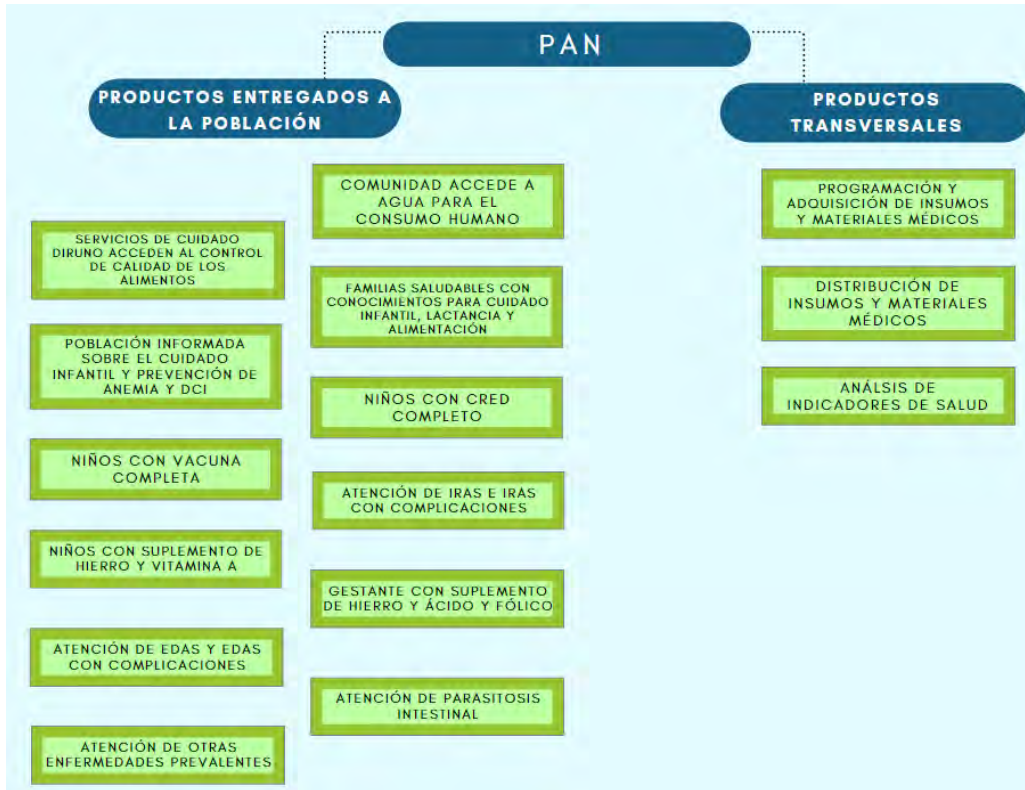 PAN
PRODUCTOS ENTREGADOS A
LA POBLACIÓN
SERVICIOS DE CUIDADO
DIRUNO ACCEDEN AL CONTROL
DE CALIDAD DE LOS
ALIMENTOS
POBLACIÓN INFORMADA
SOBRE EL CUIDADO
INFANTIL Y PREVENCIÓN DE
ANEMIA Y DCI
NIÑOS CON VACUNA
COMPLETA
NIÑOS CON SUPLEMENTO DE
HIERRO Y VITAMINA A
ATENCIÓN DE EDAS Y EDAS
CON COMPLICACIONES
ATENCIÓN DE OTRAS
ENFERMEDADES PREVALENTES
COMUNIDAD ACCEDE A
AGUA PARA EL
CONSUMO HUMANO
FAMILIAS SALUDABLES CON
CONOCIMIENTOS PARA CUIDADO
INFANTIL, LACTANCIA Y
ALIMENTACIÓN
NIÑOS CON CRED
COMPLETO
ATENCIÓN DE IRAS E IRAS
CON COMPLICACIONES
GESTANTE CON SUPLEMENTO
DE HIERRO Y ÁCIDO Y FÓLICO
ATENCIÓN DE PARASITOSIS
INTESTINAL
PRODUCTOS
TRANSVERSALES
PROGRAMACIÓN Y
ADQUISICIÓN DE INSUMOS
Y MATERIALES MÉDICOS
DISTRIBUCIÓN DE
INSUMOS Y MATERIALES
MÉDICOS
ANÁLSIS DE
INDICADORES DE SALUD